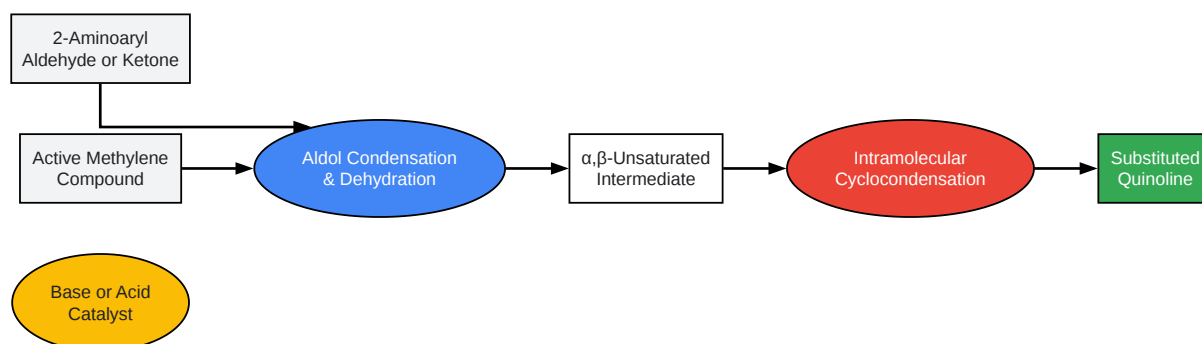 2-Aminoaryl
Aldehyde or Ketone
Active Methylene
Compound
Aldol Condensation
& Dehydration
α,β-Unsaturated
Intermediate
Intramolecular
Cyclocondensation
Substituted
Quinoline
Base or Acid
Catalyst